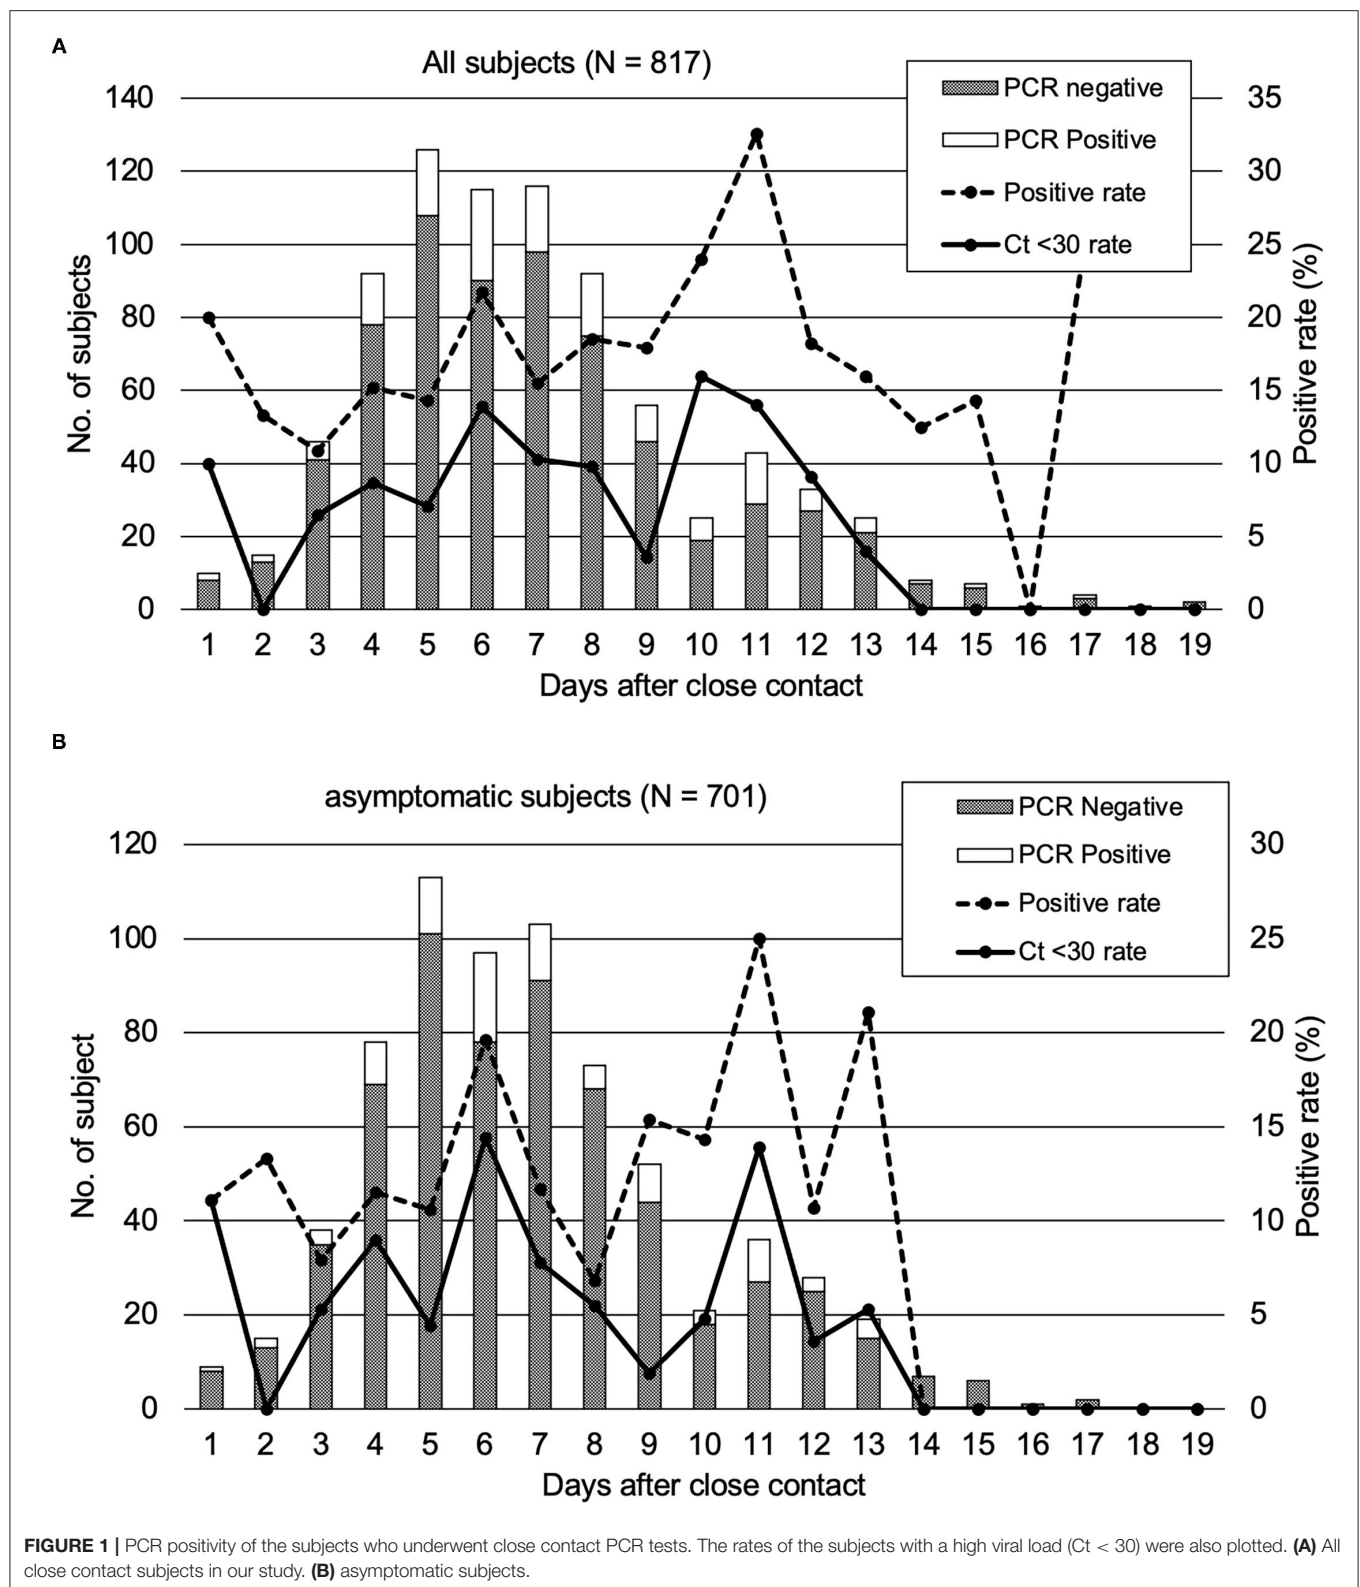 A
All subjects (N = 817)
PCR negative
PCR Positive
Positive rate
Ct <30 rate
140
120
100
80
60
40
20
0
No. of subjects
35
30
25
20
15
10
5
0
Positive rate (%)
1 2 3 4 5 6 7 8 9 10 11 12 13 14 15 16 17 18 19
Days after close contact
B
asymptomatic subjects (N = 701)
PCR Negative
PCR Positive
Positive rate
Ct <30 rate
120
100
80
60
40
20
0
No. of subject
30
25
20
15
10
5
0
Positive rate (%)
1 2 3 4 5 6 7 8 9 10 11 12 13 14 15 16 17 18 19
Days after close contact
FIGURE 1 | PCR positivity of the subjects who underwent close contact PCR tests. The rates of the subjects with a high viral load (Ct < 30) were also plotted. (A) All
close contact subjects in our study. (B) asymptomatic subjects.